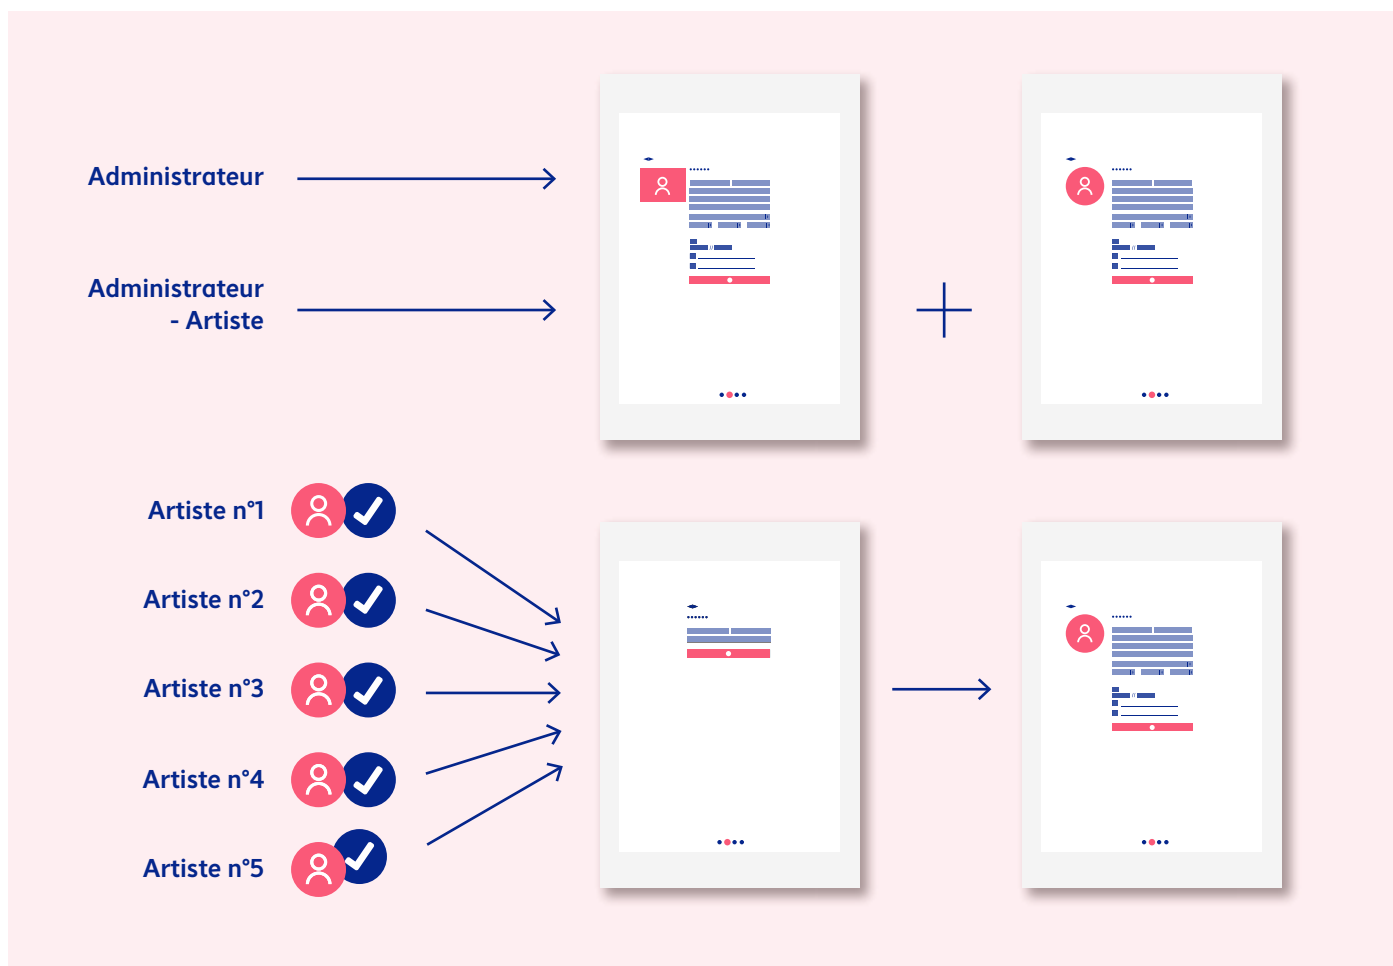 Administrateur
Administrateur
- Artiste
Artiste n°1
Artiste n°2
Artiste n°3
Artiste n°4
Artiste n°5